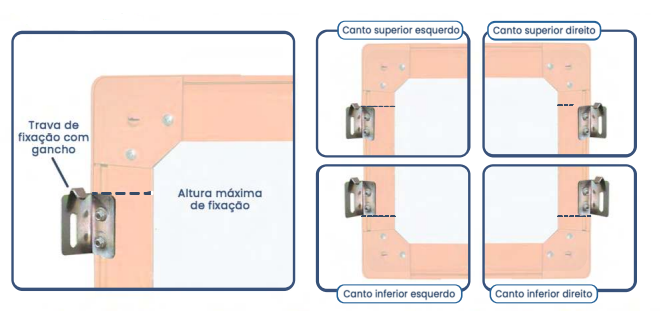 Trava de
fixação com
gancho
Altura máxima
de fixação
Canto superior esquerdo
Canto superior direito
Canto inferior esquerdo
Canto inferior direito